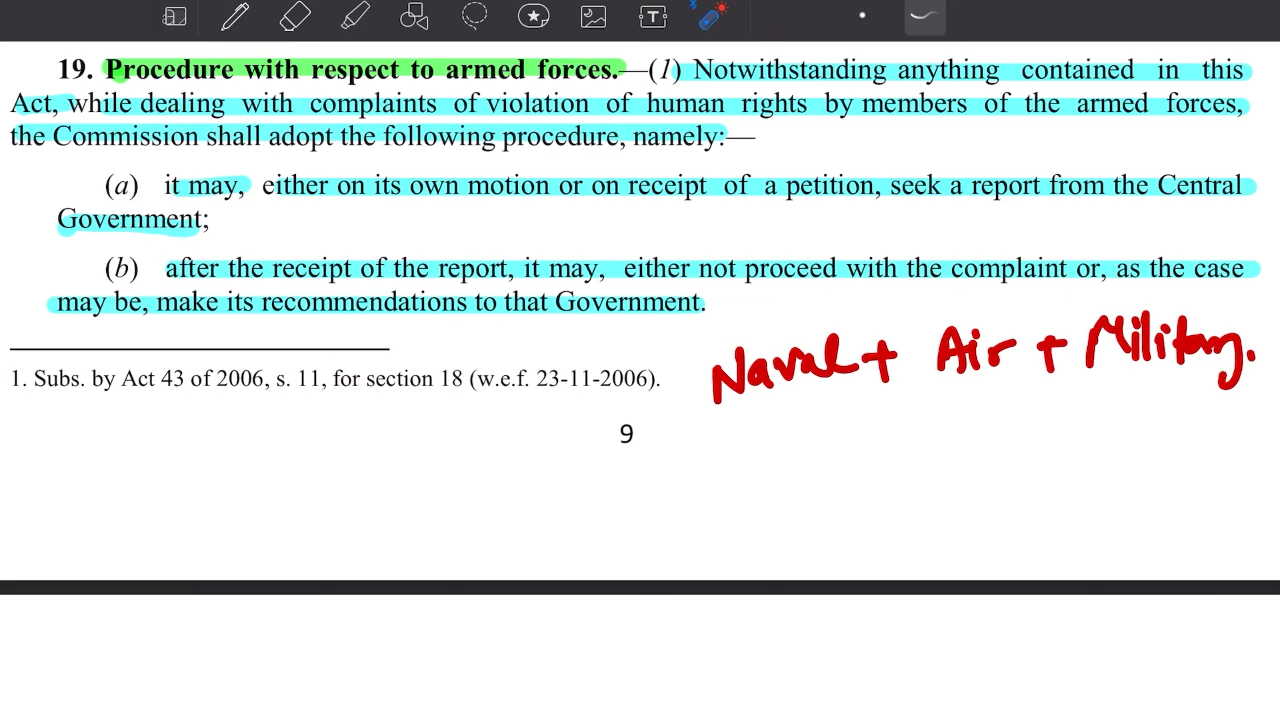 19. Procedure with respect to armed forces.—(1) Notwithstanding anything contained in this
Act, while dealing with complaints of violation of human rights by members of the armed forces,
the Commission shall adopt the following procedure, namely:—
(a) it may, either on its own motion or on receipt of a petition, seek a report from the Central
Government;
(b) after the receipt of the report, it may, either not proceed with the complaint or, as the case
may be, make its recommendations to that Government.
Naval + Air + Military.
1. Subs. by Act 43 of 2006, s. 11, for section 18 (w.e.f. 23-11-2006).
9